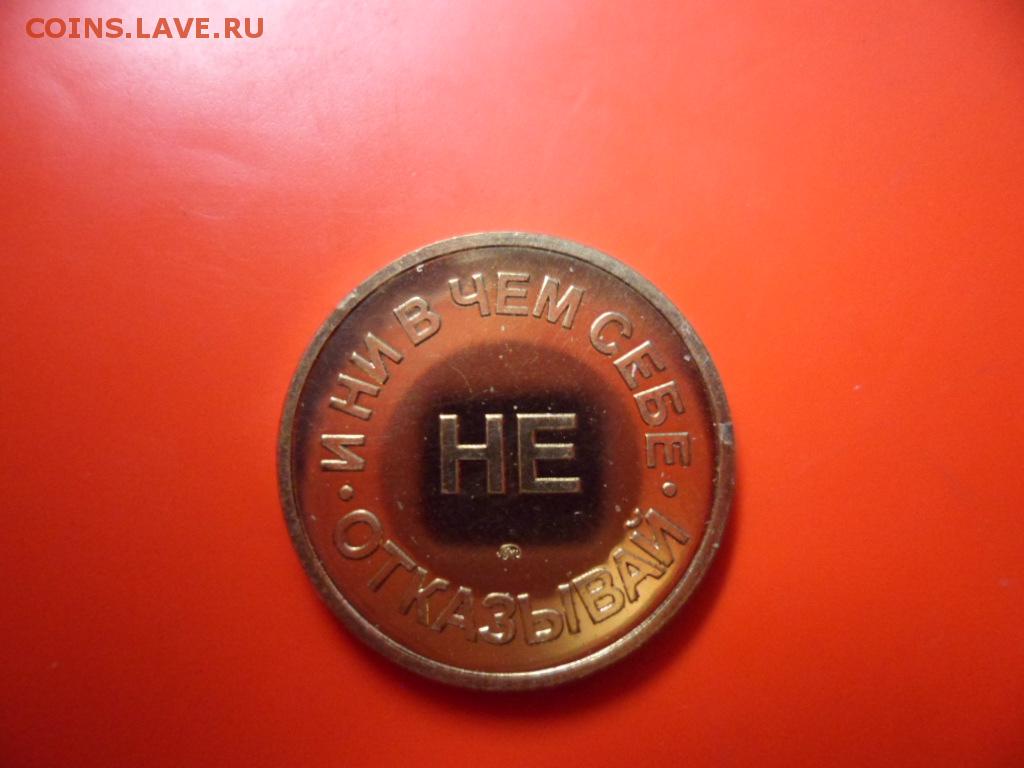 COINS.LAVE.RU
И НИ В ЧЕМ СЕБЕ
НЕ
ОТКАЗЫВАЙ